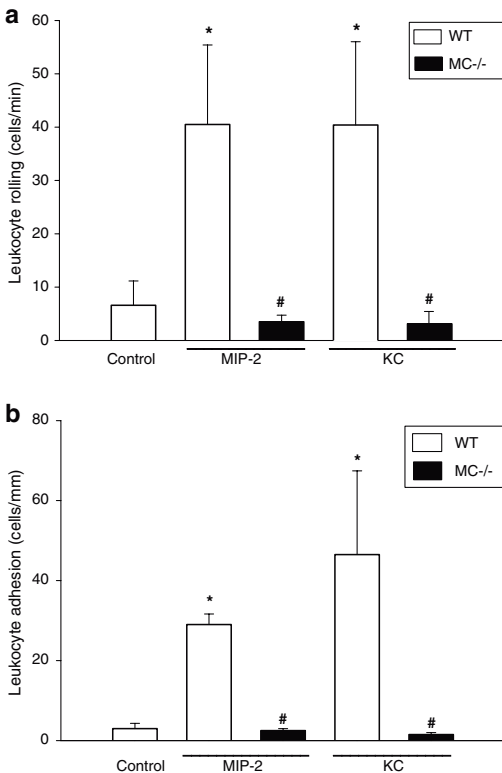 a
Leukocyte rolling (cells/min)
60
50
40
30
20
10
0
*
*
#
#
WT
MC-/-
Control
MIP-2
KC
b
Leukocyte adhesion (cells/mm)
80
60
40
20
0
*
*
#
#
WT
MC-/-
Control
MIP-2
KC